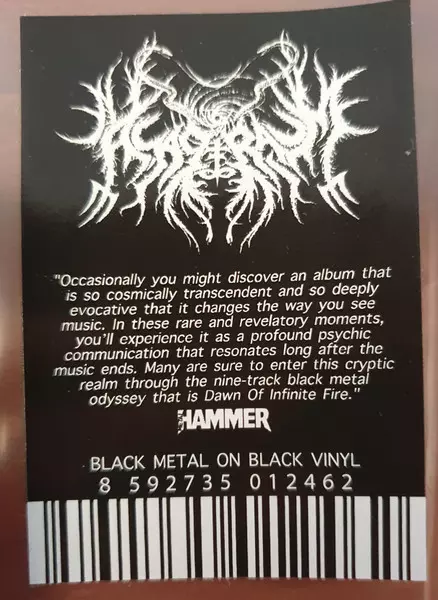 ASAGRAUM
"Occasionally you might discover an album that
is so cosmically transcendent and so deeply
evocative that it changes the way you see
music. In these rare and revelatory moments,
you'll experience it as a profound psychic
communication that resonates long after the
music ends. Many are sure to enter this cryptic
realm through the nine-track black metal
odyssey that is Dawn Of Infinite Fire."
HAMMER
BLACK METAL ON BLACK VINYL
8 592735 012462